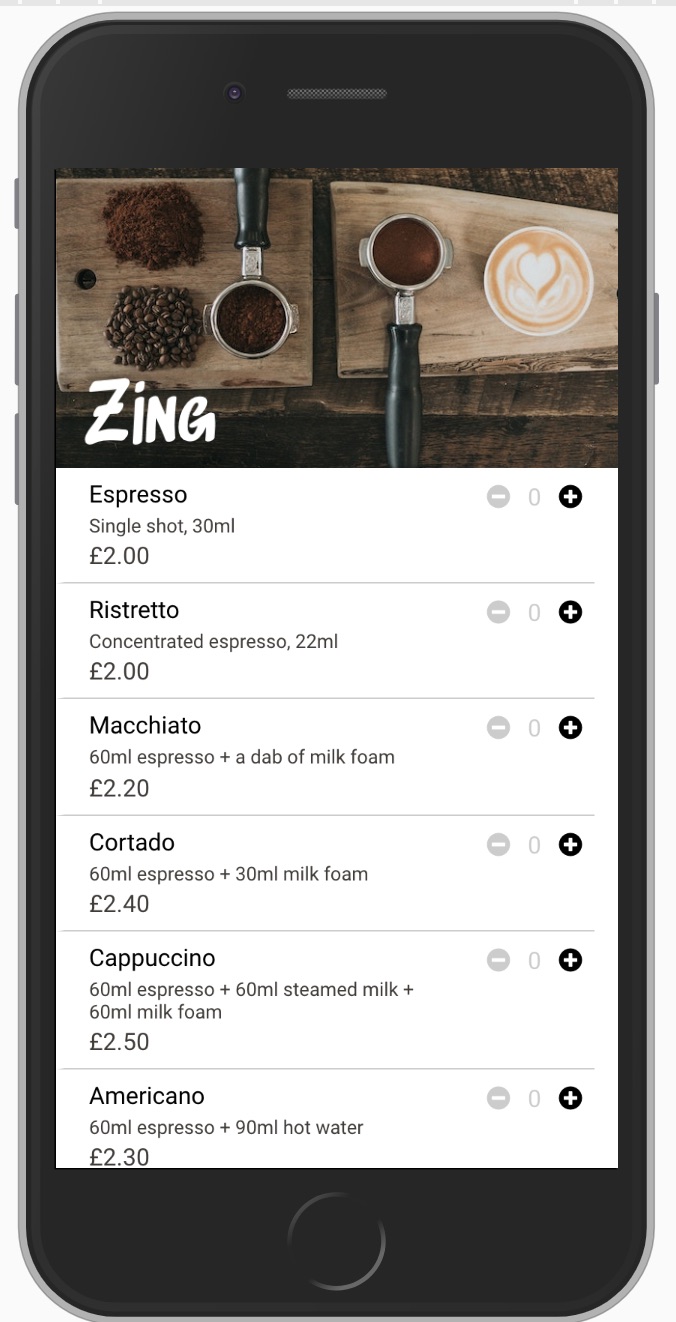 Zing
Espresso
0
Single shot, 30ml
£2.00
Ristretto
0
Concentrated espresso, 22ml
£2.00
Macchiato
0
60ml espresso + a dab of milk foam
£2.20
Cortado
0
60ml espresso + 30ml milk foam
£2.40
Cappuccino
0
60ml espresso + 60ml steamed milk +
60ml milk foam
£2.50
Americano
0
60ml espresso + 90ml hot water
£2.30